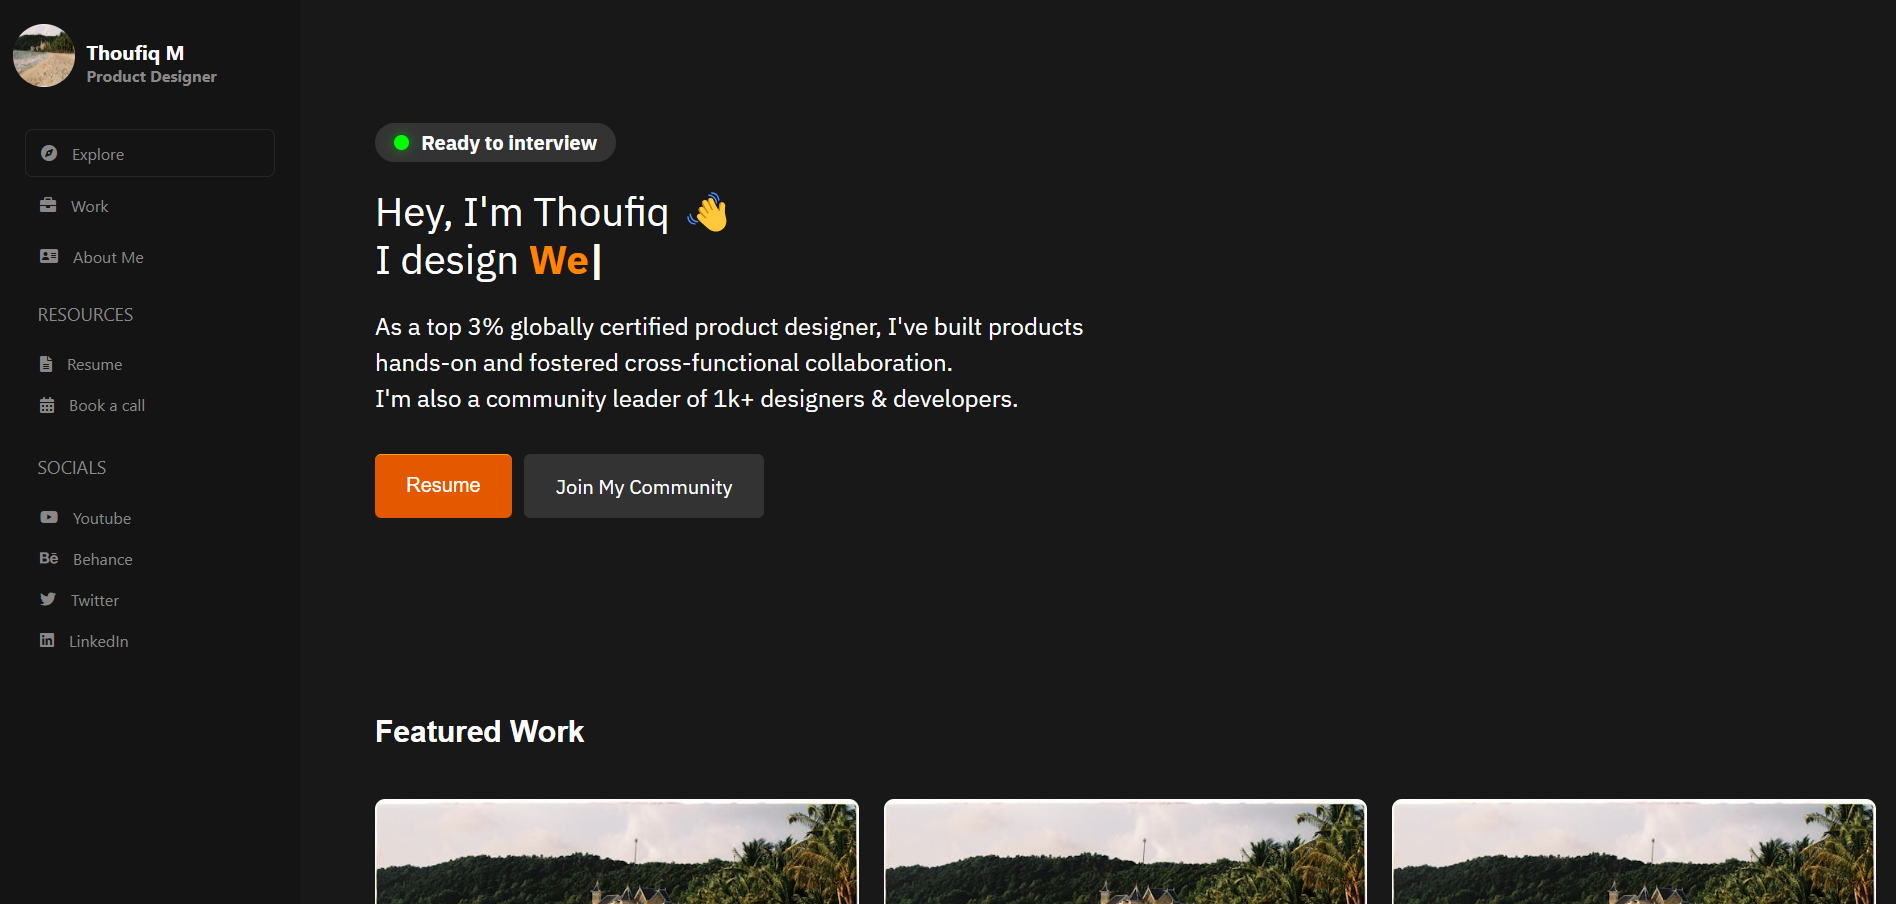 Thoufiq M
Product Designer
Explore
Work
About Me
RESOURCES
Resume
Book a call
SOCIALS
Youtube
Bē Behance
Twitter
in LinkedIn
Ready to interview
Hey, I'm Thoufiq 👋
I design We|
As a top 3% globally certified product designer, I've built products
hands-on and fostered cross-functional collaboration.
I'm also a community leader of 1k+ designers & developers.
Resume
Join My Community
Featured Work